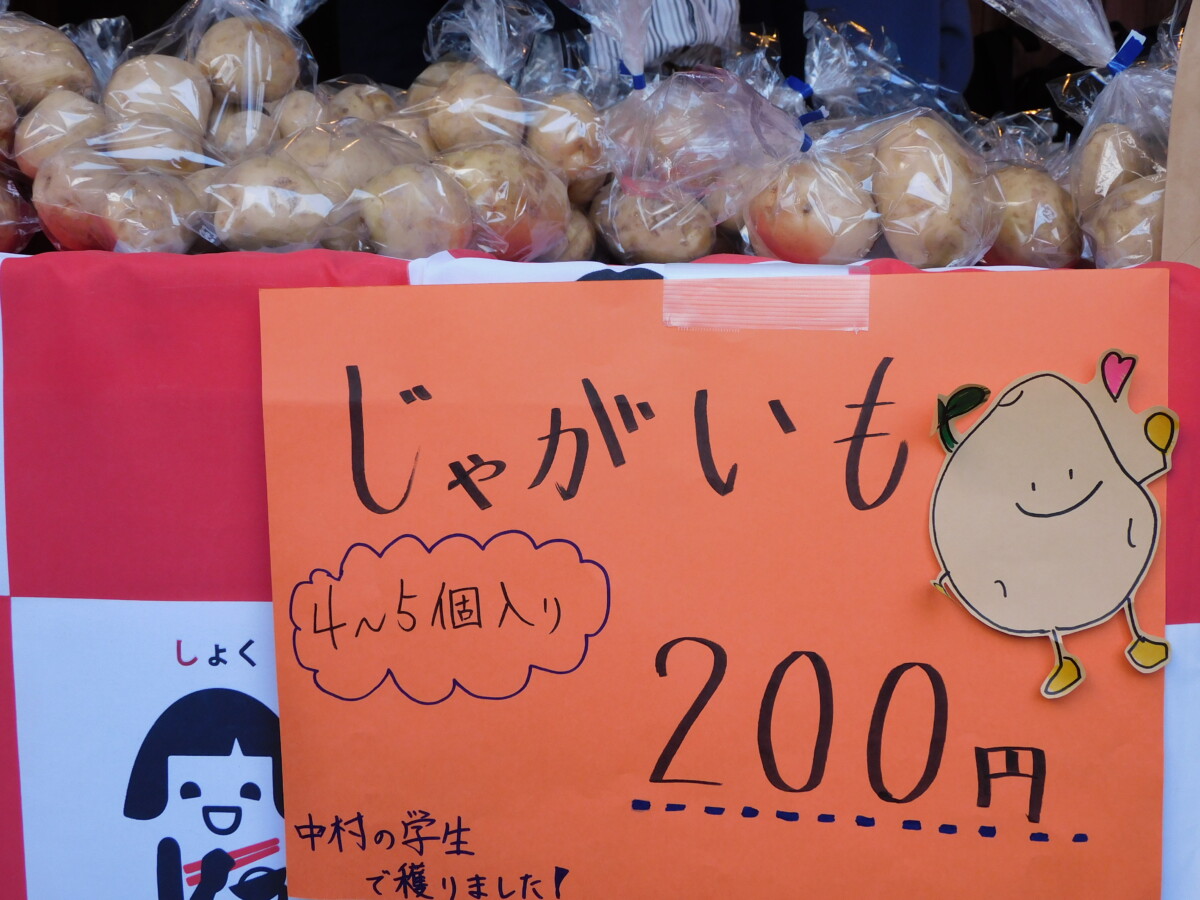 じゃがいも
4~5個入り
200円
しょく
中村の学生
で穫りました!